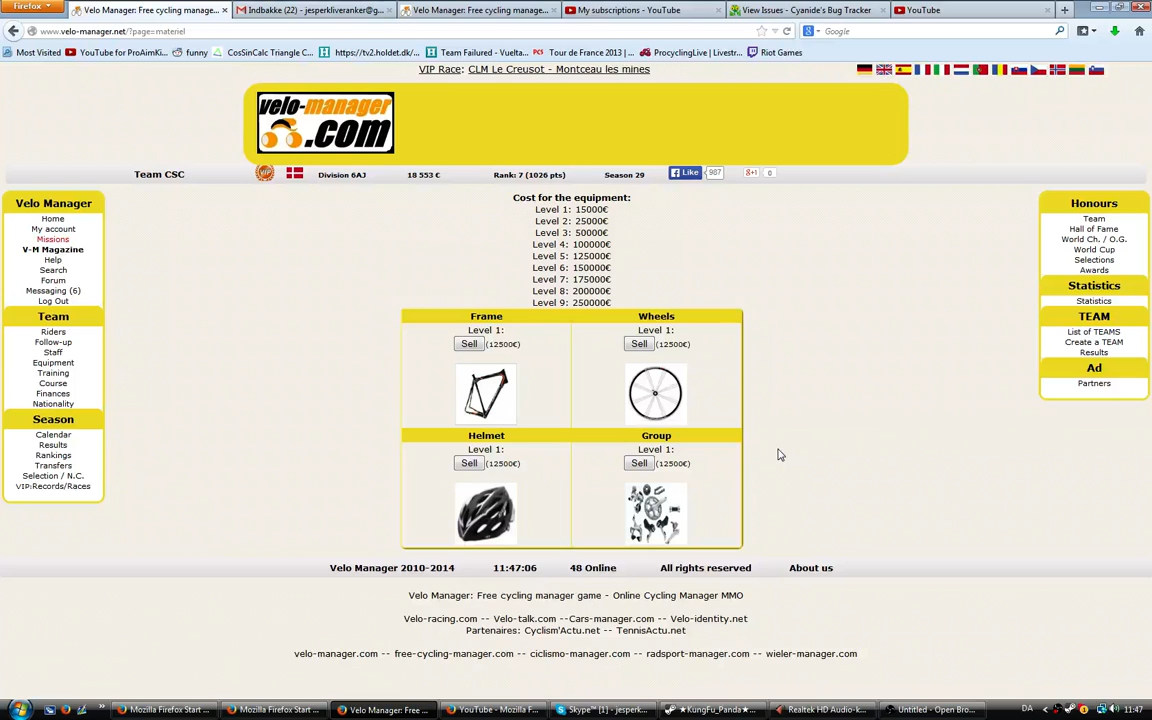 Firefox
Velo Manager: Free cycling manage...
Indbakke (22) - jesperkliveranker@g...
Velo Manager: Free cycling manage...
My subscriptions - YouTube
View Issues - Cyanide's Bug Tracker
YouTube
www.velo-manager.net/?page=materiel
Google
Most Visited
YouTube for ProAimKi...
funny
CosSinCalc Triangle C...
https://tv2.holdet.dk/...
Team Failured - Vuelta...
PCS Tour de France 2013 |...
ProcyclingLive | Livestr...
Riot Games
VIP Race: CLM Le Creusot - Montceau les mines
velo-manager
.com
Team CSC
VIP
Division 6AJ
18 553 €
Rank: 7 (1026 pts)
Season 29
Like 987
g+1 0
Velo Manager
Home
My account
Missions
V-M Magazine
Help
Search
Forum
Messaging (6)
Log Out
Team
Riders
Follow-up
Staff
Equipment
Training
Course
Finances
Nationality
Season
Calendar
Results
Rankings
Transfers
Selection / N.C.
VIP:Records/Races
Cost for the equipment:
Level 1: 15000€
Level 2: 25000€
Level 3: 50000€
Level 4: 100000€
Level 5: 125000€
Level 6: 150000€
Level 7: 175000€
Level 8: 200000€
Level 9: 250000€
Frame
Level 1:
Sell (12500€)
Wheels
Level 1:
Sell (12500€)
Helmet
Level 1:
Sell (12500€)
Group
Level 1:
Sell (12500€)
Honours
Team
Hall of Fame
World Ch. / O.G.
World Cup
Selections
Awards
Statistics
Statistics
TEAM
List of TEAMS
Create a TEAM
Results
Ad
Partners
Velo Manager 2010-2014
11:47:06
48 Online
All rights reserved
About us
Velo Manager: Free cycling manager game - Online Cycling Manager MMO
Velo-racing.com -- Velo-talk.com --Cars-manager.com -- Velo-identity.net
Partenaires: Cyclism'Actu.net -- TennisActu.net
velo-manager.com -- free-cycling-manager.com -- ciclismo-manager.com -- radsport-manager.com -- wieler-manager.com
Mozilla Firefox Start ...
Mozilla Firefox Start ...
Velo Manager: Free ...
YouTube - Mozilla F...
Skype™ [1] - jesperk...
★KungFu_Panda★...
Realtek HD Audio-k...
Untitled - Open Bro...
DA
11:47